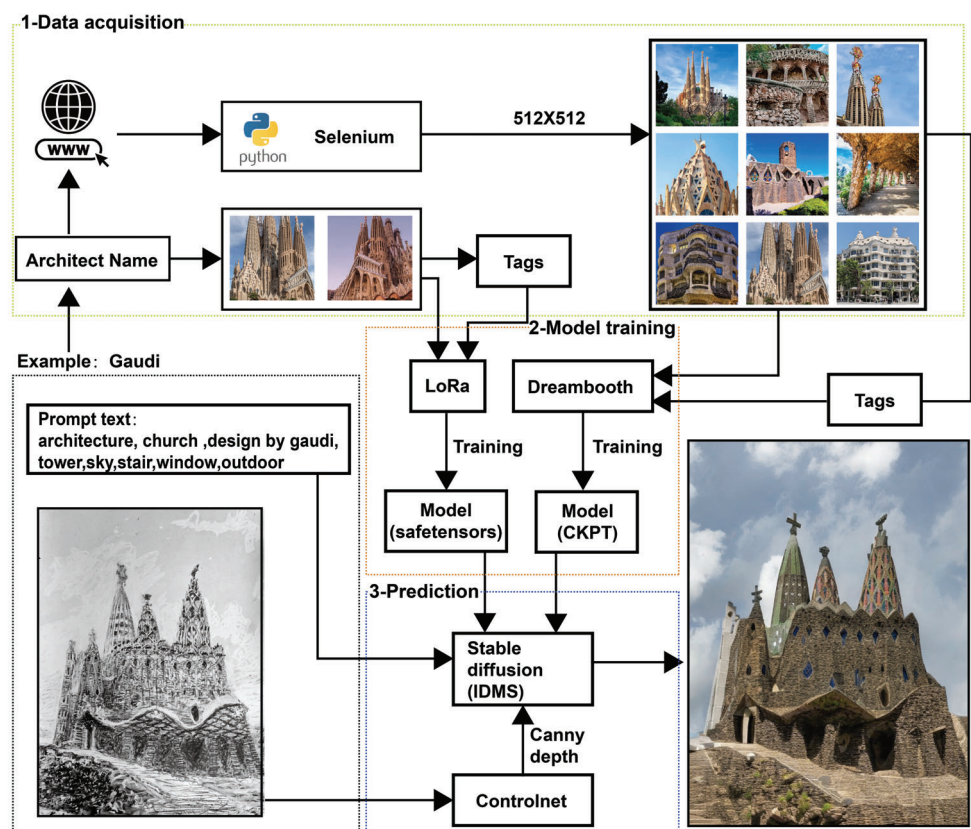 1-Data acquisition
www
python
Selenium
512X512
Architect Name
Tags
2-Model training
Example: Gaudi
LoRa
Dreambooth
Tags
Prompt text:
architecture, church ,design by gaudi,
tower,sky,stair,window,outdoor
Training
Training
Model
(safetensors)
Model
(CKPT)
3-Prediction
Stable
diffusion
(IDMS)
Canny
depth
Controlnet